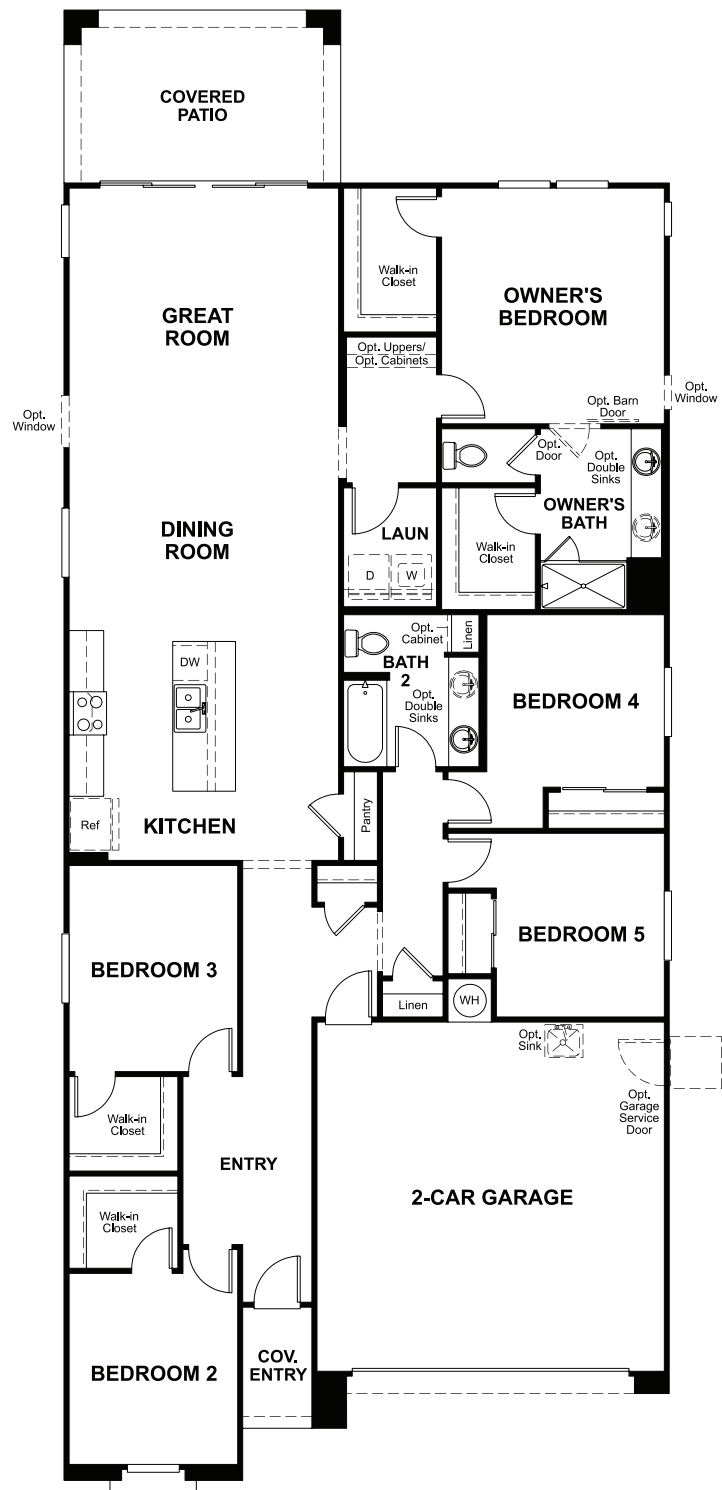 COVERED
PATIO
Walk-in
Closet
OWNER'S
BEDROOM
GREAT
ROOM
Opt. Uppers/
Opt. Cabinets
Opt.
Window
Opt.
Window
Opt. Barn
Door
Opt.
Door
Opt.
Double
Sinks
OWNER'S
BATH
DINING
ROOM
LAUN
Walk-in
Closet
D
W
Opt.
Cabinet
Linen
BATH
2
Opt.
Double
Sinks
DW
BEDROOM 4
Ref
KITCHEN
Pantry
BEDROOM 3
BEDROOM 5
Linen
WH
Opt.
Sink
Opt.
Garage
Service
Door
Walk-in
Closet
ENTRY
2-CAR GARAGE
Walk-in
Closet
BEDROOM 2
COV.
ENTRY